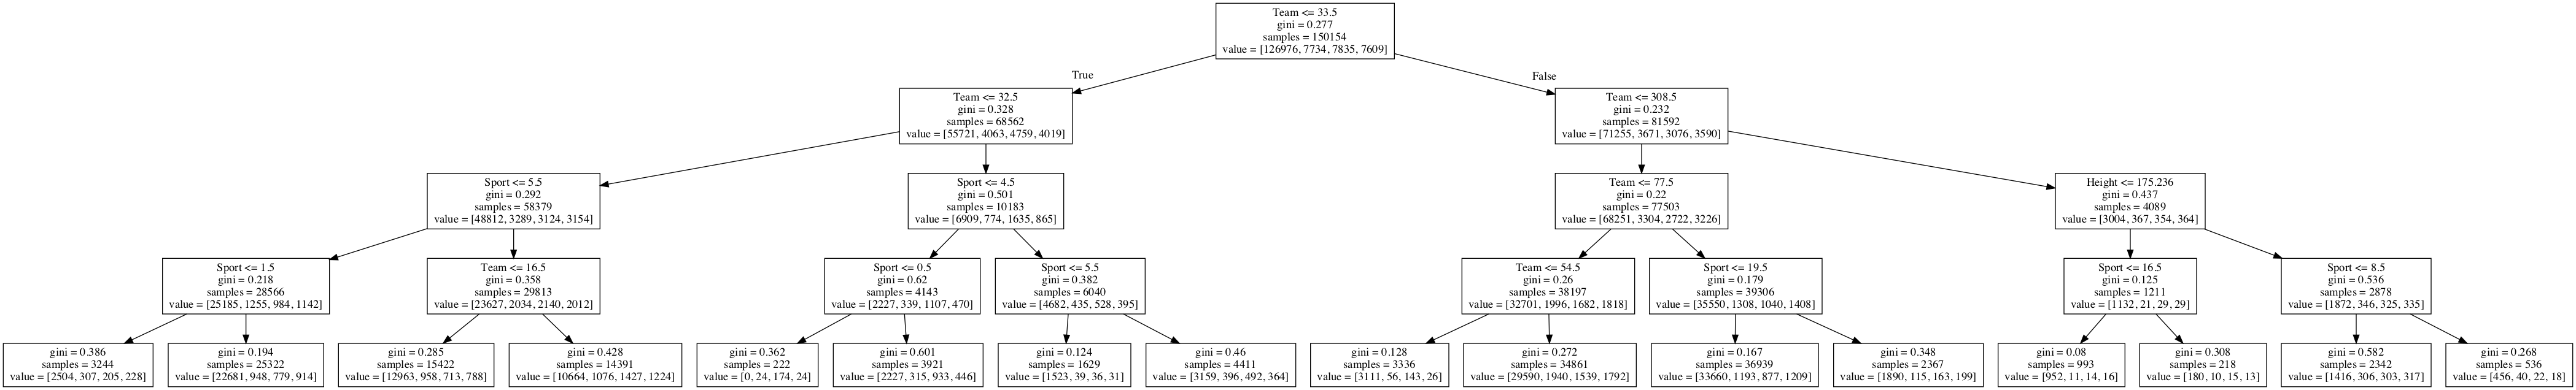 Team <= 33.5
gini = 0.277
samples = 150154
value = [126976, 7734, 7835, 7609]
True
False
Team <= 32.5
gini = 0.328
samples = 68562
value = [55721, 4063, 4759, 4019]
Team <= 308.5
gini = 0.232
samples = 81592
value = [71255, 3671, 3076, 3590]
Sport <= 5.5
gini = 0.292
samples = 58379
value = [48812, 3289, 3124, 3154]
Sport <= 4.5
gini = 0.501
samples = 10183
value = [6909, 774, 1635, 865]
Team <= 77.5
gini = 0.22
samples = 77503
value = [68251, 3304, 2722, 3226]
Height <= 175.236
gini = 0.437
samples = 4089
value = [3004, 367, 354, 364]
Sport <= 1.5
gini = 0.218
samples = 28566
value = [25185, 1255, 984, 1142]
Team <= 16.5
gini = 0.358
samples = 29813
value = [23627, 2034, 2140, 2012]
Sport <= 0.5
gini = 0.62
samples = 4143
value = [2227, 339, 1107, 470]
Sport <= 5.5
gini = 0.382
samples = 6040
value = [4682, 435, 528, 395]
Team <= 54.5
gini = 0.26
samples = 38197
value = [32701, 1996, 1682, 1818]
Sport <= 19.5
gini = 0.179
samples = 39306
value = [35550, 1308, 1040, 1408]
Sport <= 16.5
gini = 0.125
samples = 1211
value = [1132, 21, 29, 29]
Sport <= 8.5
gini = 0.536
samples = 2878
value = [1872, 346, 325, 335]
gini = 0.386
samples = 3244
value = [2504, 307, 205, 228]
gini = 0.194
samples = 25322
value = [22681, 948, 779, 914]
gini = 0.285
samples = 15422
value = [12963, 958, 713, 788]
gini = 0.428
samples = 14391
value = [10664, 1076, 1427, 1224]
gini = 0.362
samples = 222
value = [0, 24, 174, 24]
gini = 0.601
samples = 3921
value = [2227, 315, 933, 446]
gini = 0.124
samples = 1629
value = [1523, 39, 36, 31]
gini = 0.46
samples = 4411
value = [3159, 396, 492, 364]
gini = 0.128
samples = 3336
value = [3111, 56, 143, 26]
gini = 0.272
samples = 34861
value = [29590, 1940, 1539, 1792]
gini = 0.167
samples = 36939
value = [33660, 1193, 877, 1209]
gini = 0.348
samples = 2367
value = [1890, 115, 163, 199]
gini = 0.08
samples = 993
value = [952, 11, 14, 16]
gini = 0.308
samples = 218
value = [180, 10, 15, 13]
gini = 0.582
samples = 2342
value = [1416, 306, 303, 317]
gini = 0.268
samples = 536
value = [456, 40, 22, 18]